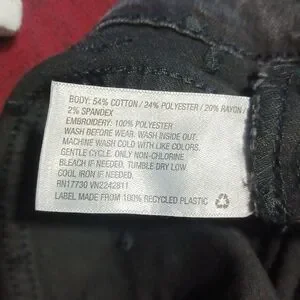 BODY: 54% COTTON / 24% POLYESTER / 20% RAYON /
2% SPANDEX
EMBROIDERY: 100% POLYESTER
WASH BEFORE WEAR. WASH INSIDE OUT.
MACHINE WASH COLD WITH LIKE COLORS.
GENTLE CYCLE. ONLY NON-CHLORINE
BLEACH IF NEEDED. TUMBLE DRY LOW
COOL IRON IF NEEDED.
RN17730 VN2242811
LABEL MADE FROM 100% RECYCLED PLASTIC